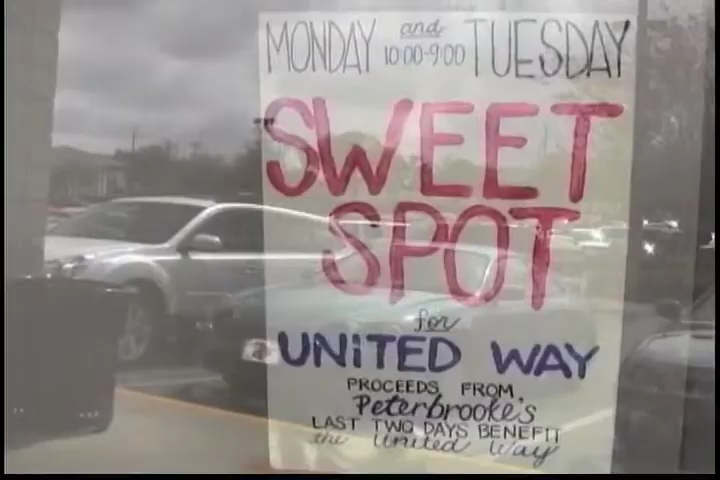 MONDAY and TUESDAY
10:00-9:00
SWEET
SPOT
for
UNITED WAY
PROCEEDS FROM
Peterbrooke's
LAST TWO DAYS BENEFIT
the United Way